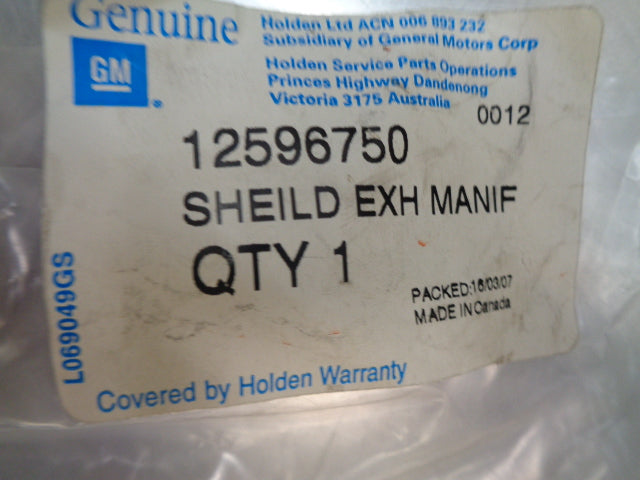 Genuine
GM
Holden Ltd ACN 006 893 232
Subsidiary of General Motors Corp
Holden Service Parts Operations
Princes Highway Dandenong
Victoria 3175 Australia
0012
12596750
SHEILD EXH MANIF
QTY 1
PACKED:16/03/07
MADE IN Canada
L069049GS
Covered by Holden Warranty